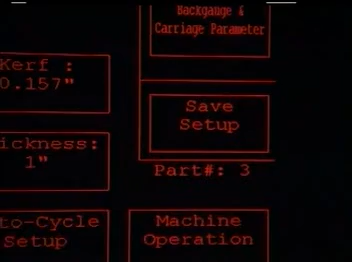 Backgauge &
Carriage Parameter
Kerf :
0.157"
Save
Setup
ickness:
1"
Part#: 3
to-Cycle
Setup
Machine
Operation